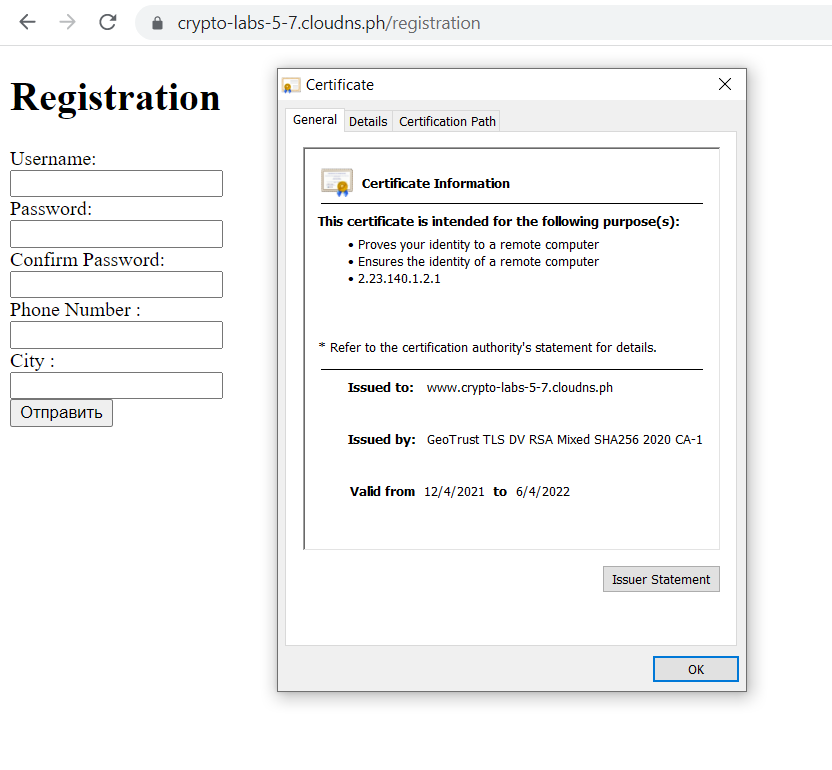 crypto-labs-5-7.cloudns.ph/registration
Registration
Username:
Password:
Confirm Password:
Phone Number :
City :
Отправить
Certificate
General Details Certification Path
Certificate Information
This certificate is intended for the following purpose(s):
• Proves your identity to a remote computer
• Ensures the identity of a remote computer
• 2.23.140.1.2.1
* Refer to the certification authority's statement for details.
Issued to: www.crypto-labs-5-7.cloudns.ph
Issued by: GeoTrust TLS DV RSA Mixed SHA256 2020 CA-1
Valid from 12/4/2021 to 6/4/2022
Issuer Statement
OK